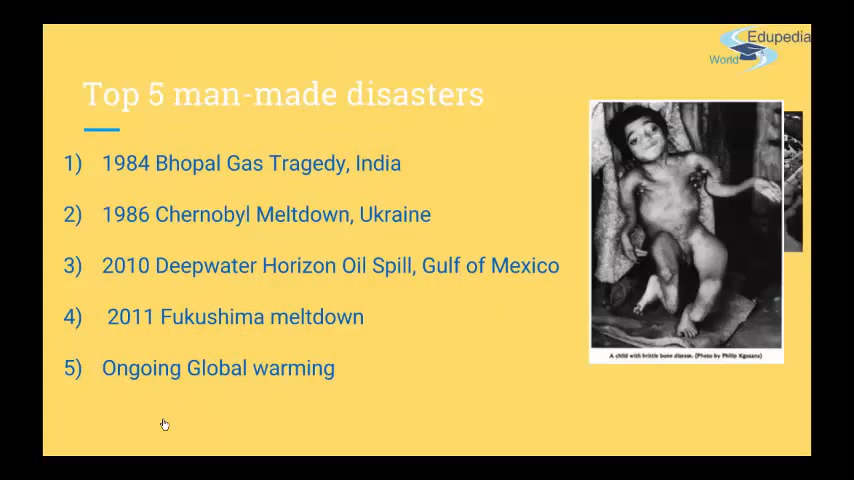 Edupedia
World
Top 5 man-made disasters
1) 1984 Bhopal Gas Tragedy, India
2) 1986 Chernobyl Meltdown, Ukraine
3) 2010 Deepwater Horizon Oil Spill, Gulf of Mexico
4) 2011 Fukushima meltdown
5) Ongoing Global warming
A child with brittle bone disease. (Photo by Philip Kgosana)